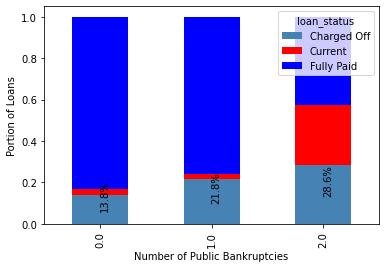 loan_status
Charged Off
Current
Fully Paid
Portion of Loans
1.0
0.8
0.6
0.4
0.2
0.0
13.8%
21.8%
28.6%
0.0
1.0
2.0
Number of Public Bankruptcies